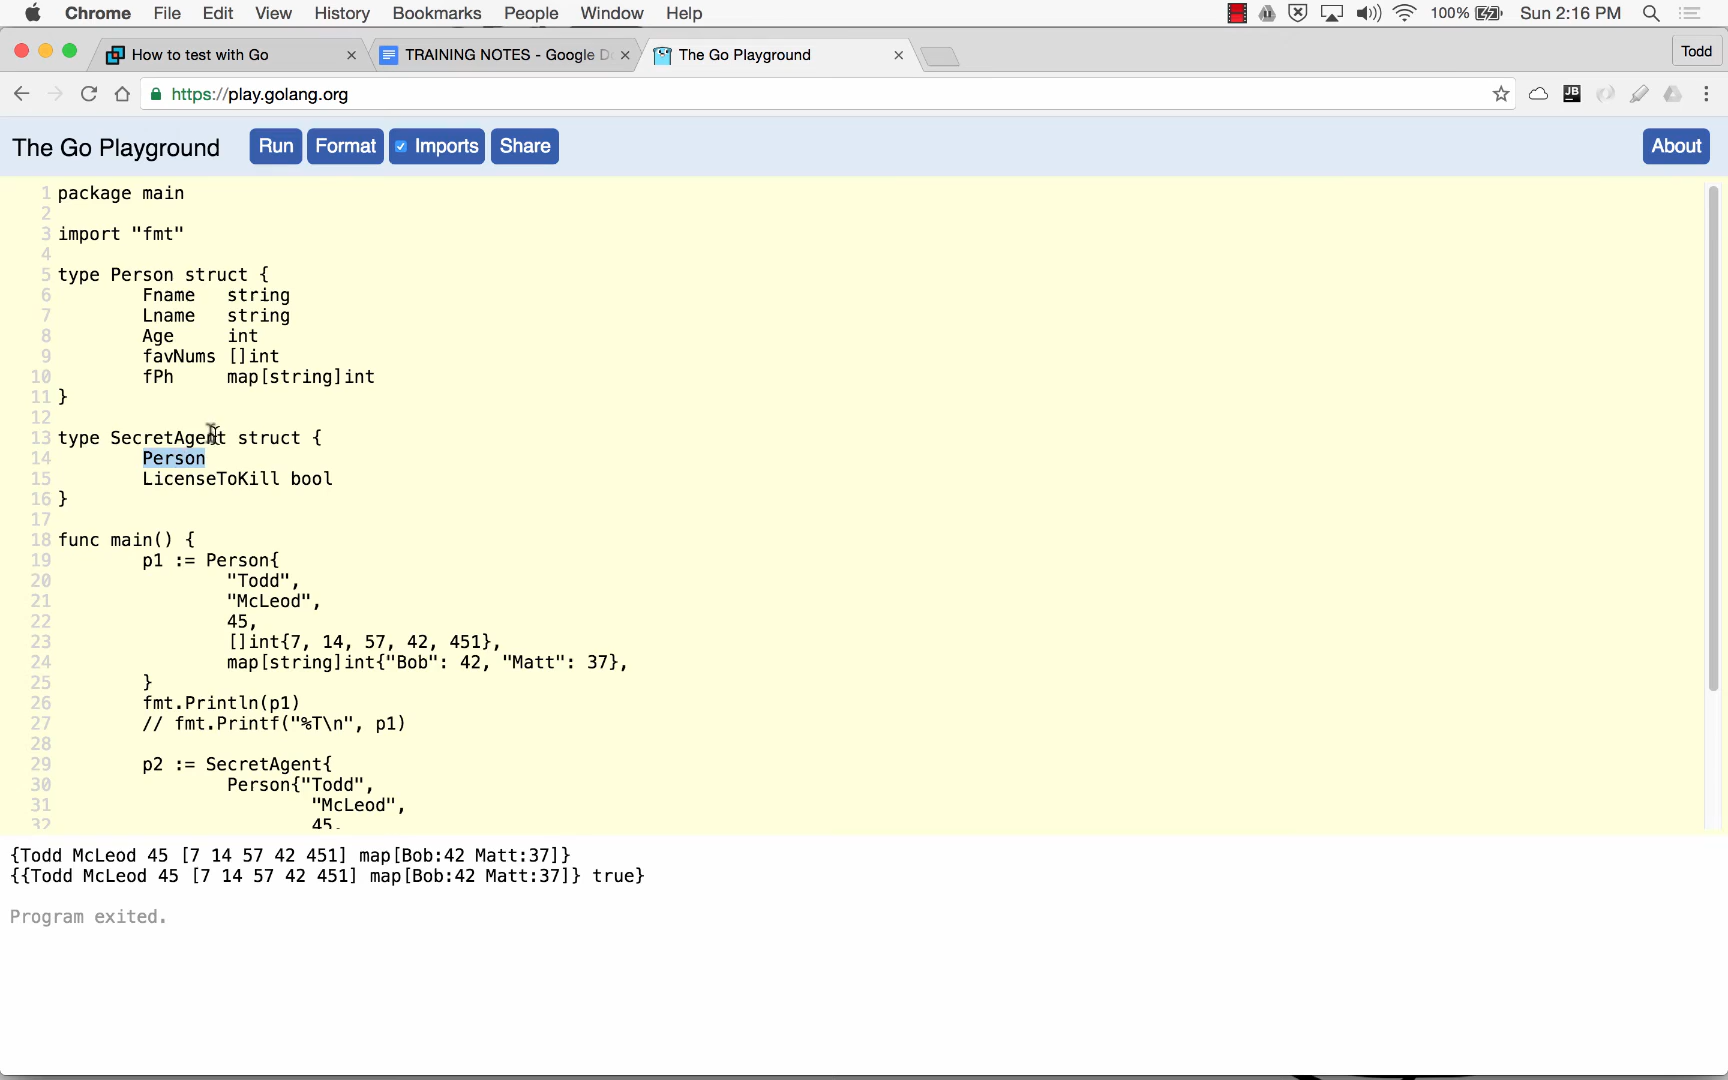 Chrome File Edit View History Bookmarks People Window Help 100% Sun 2:16 PM
How to test with Go TRAINING NOTES - Google D The Go Playground Todd
https://play.golang.org JB
The Go Playground Run Format Imports Share About
1 package main
2
3 import "fmt"
4
5 type Person struct {
6 Fname string
7 Lname string
8 Age int
9 favNums []int
10 fPh map[string]int
11 }
12
13 type SecretAgent struct {
14 Person
15 LicenseToKill bool
16 }
17
18 func main() {
19 p1 := Person{
20 "Todd",
21 "McLeod",
22 45,
23 []int{7, 14, 57, 42, 451},
24 map[string]int{"Bob": 42, "Matt": 37},
25 }
26 fmt.Println(p1)
27 // fmt.Printf("%T\n", p1)
28
29 p2 := SecretAgent{
30 Person{"Todd",
31 "McLeod",
32 45,
{Todd McLeod 45 [7 14 57 42 451] map[Bob:42 Matt:37]}
{{Todd McLeod 45 [7 14 57 42 451] map[Bob:42 Matt:37]} true}
Program exited.